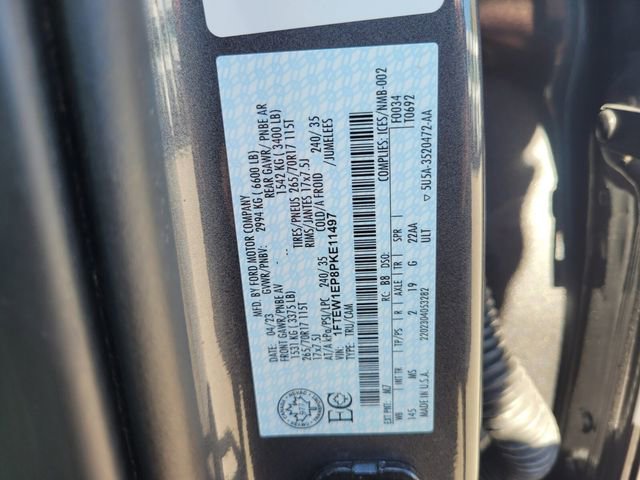 MFD. BY FORD MOTOR COMPANY
04/23 GVWR/PNBV: 2994 KG ( 6600 LB)
FRONT GAWR/PNBE AV REAR GAWR/ PNBE AR
1531 KG ( 3375 LB) 1542 KG ( 3400 LB)
265/70R17 115T TIRES/PNEUS 265/70R17 115T
17x7.5J RIMS/JANTES 17x7.5J
AT/A kPa/PSI/LPC 240/35 COLD/A FROID 240/ 35
VIN: 1FTEW1EP8PKE11497 /JUMELEES
TYPE: TRU/CAM
COMPLIES: ICES/NMB-002
F0034
T0692
EXT PNT: M7 RC: B8 DSO:
WB INT TR TP/PS R AXLE TR SPR
145 MS 2 19 G 22AA
ULT
MADE IN U.S.A. 2202304053282 5U5A-3520472-AA